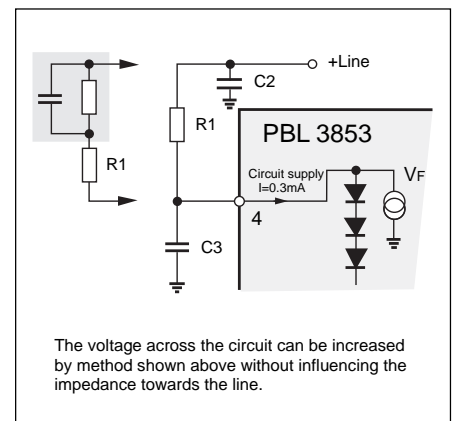 +Line
C2
R1
PBL 3853
R1
Circuit supply
I=0.3mA
VF
4
C3
The voltage across the circuit can be increased
by method shown above without influencing the
impedance towards the line.